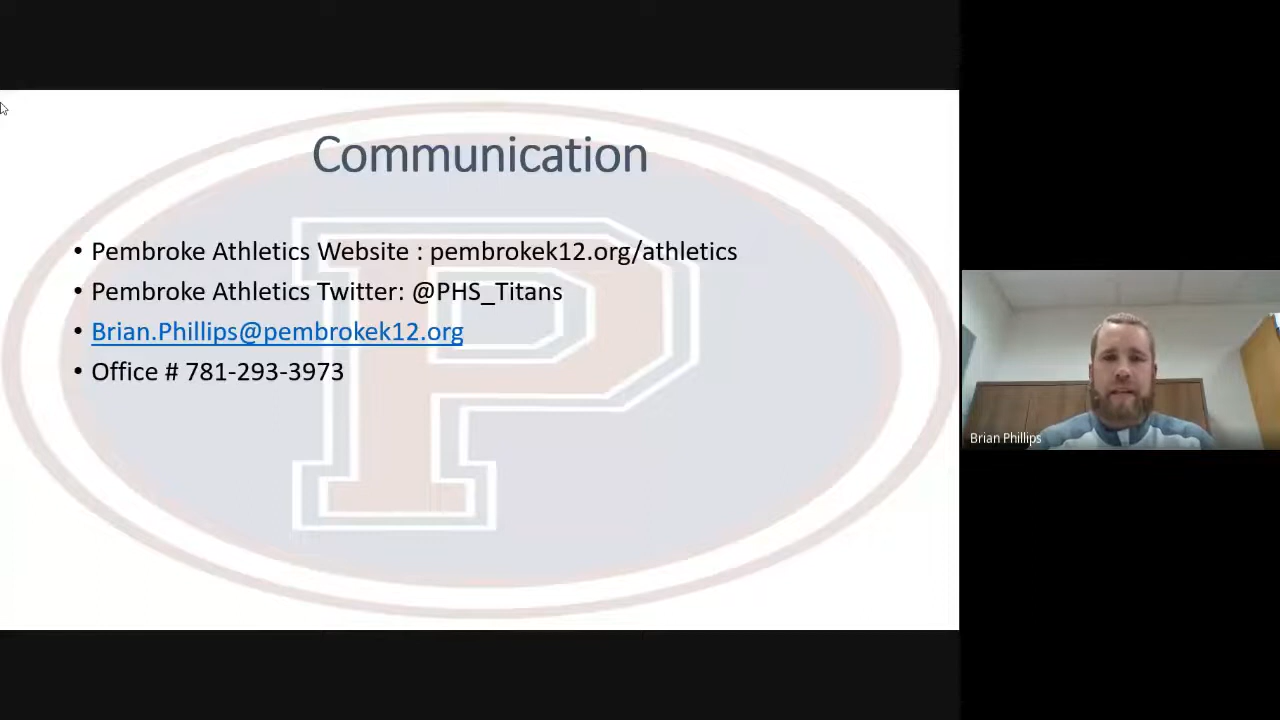 Communication
• Pembroke Athletics Website : pembrokek12.org/athletics
• Pembroke Athletics Twitter: @PHS_Titans
• Brian.Phillips@pembrokek12.org
• Office # 781-293-3973
P
Brian Phillips